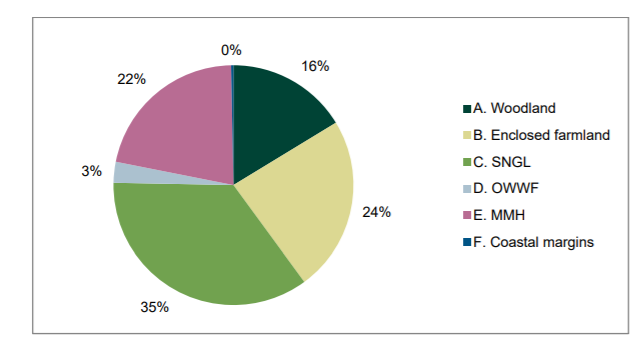 0%
16%
22%
3%
24%
35%
A. Woodland
B. Enclosed farmland
C. SNGL
D. OWWF
E. MMH
F. Coastal margins